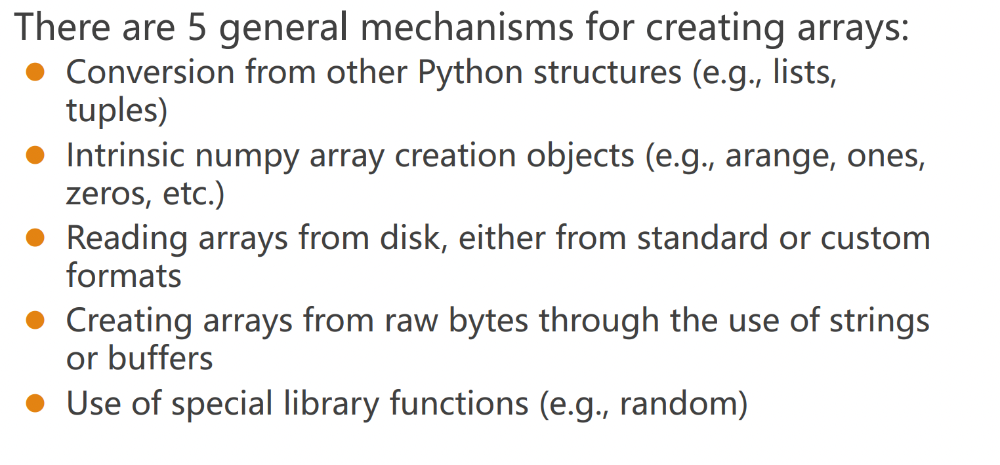 There are 5 general mechanisms for creating arrays:
● Conversion from other Python structures (e.g., lists,
tuples)
● Intrinsic numpy array creation objects (e.g., arange, ones,
zeros, etc.)
● Reading arrays from disk, either from standard or custom
formats
● Creating arrays from raw bytes through the use of strings
or buffers
● Use of special library functions (e.g., random)